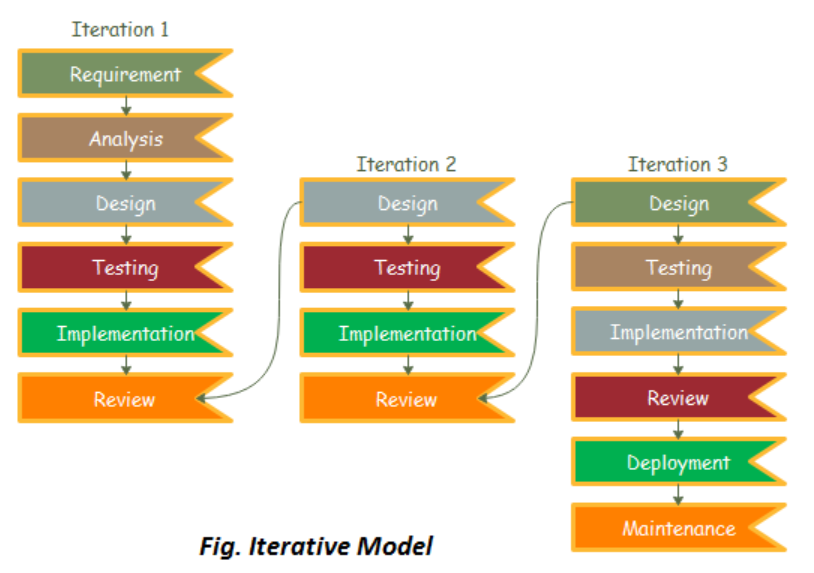 Iteration 1
Requirement
Analysis
Design
Testing
Implementation
Review
Iteration 2
Design
Testing
Implementation
Review
Iteration 3
Design
Testing
Implementation
Review
Deployment
Maintenance
Fig. Iterative Model